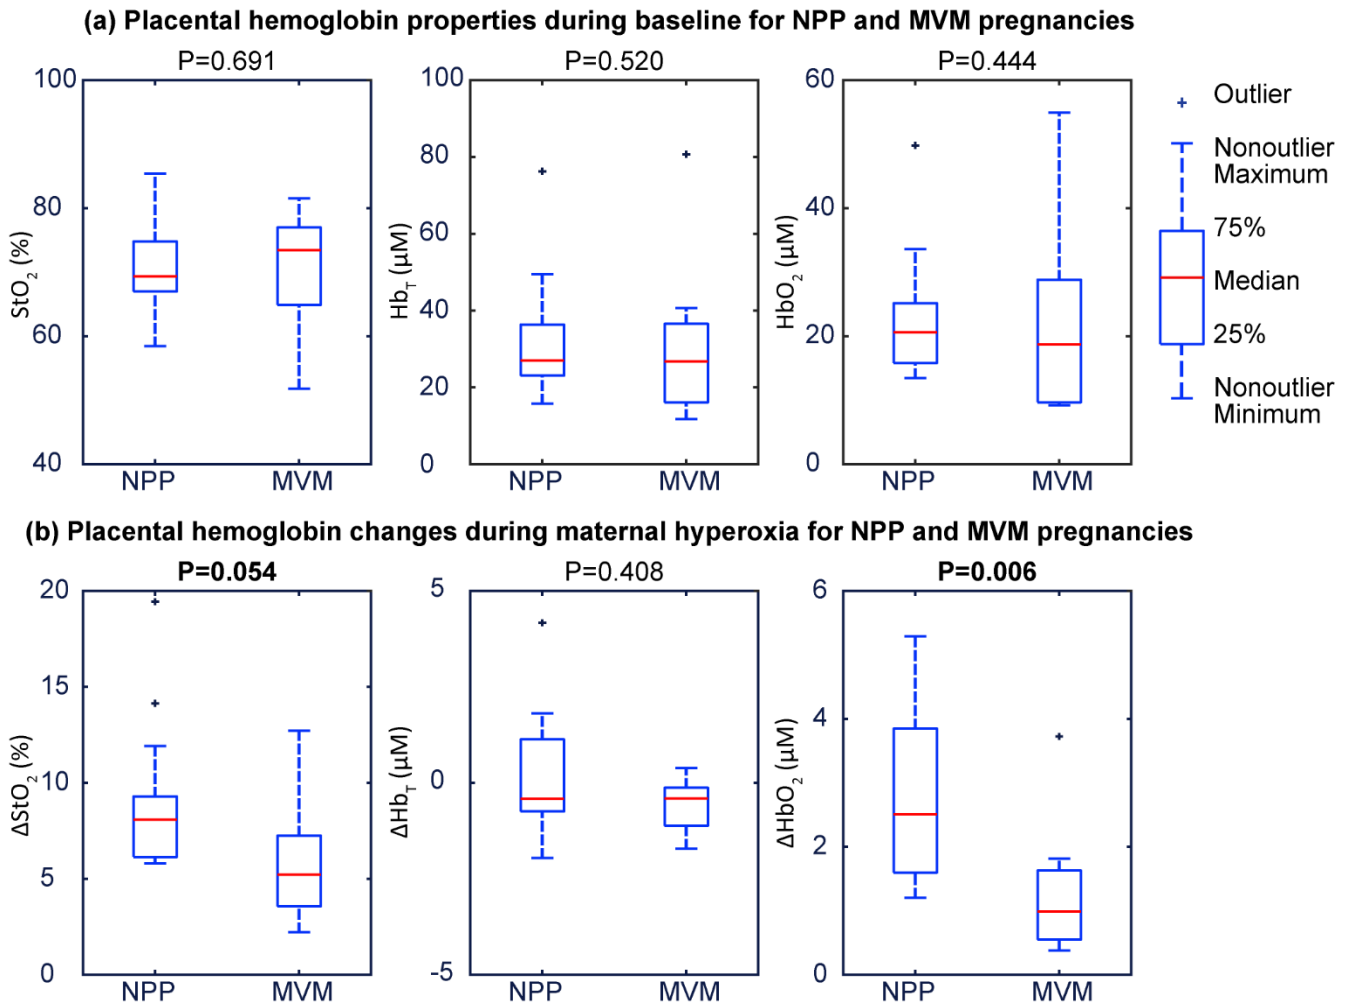 (a) Placental hemoglobin properties during baseline for NPP and MVM pregnancies
P=0.691
100
80
60
40
StO₂ (%)
NPP
MVM
P=0.520
100
80
60
40
20
0
Hb_T (µM)
NPP
MVM
P=0.444
60
40
20
0
HbO₂ (µM)
NPP
MVM
Outlier
Nonoutlier
Maximum
75%
Median
25%
Nonoutlier
Minimum
(b) Placental hemoglobin changes during maternal hyperoxia for NPP and MVM pregnancies
P=0.054
20
15
10
5
0
ΔStO₂ (%)
NPP
MVM
P=0.408
5
0
-5
ΔHb_T (µM)
NPP
MVM
P=0.006
6
4
2
0
ΔHbO₂ (µM)
NPP
MVM